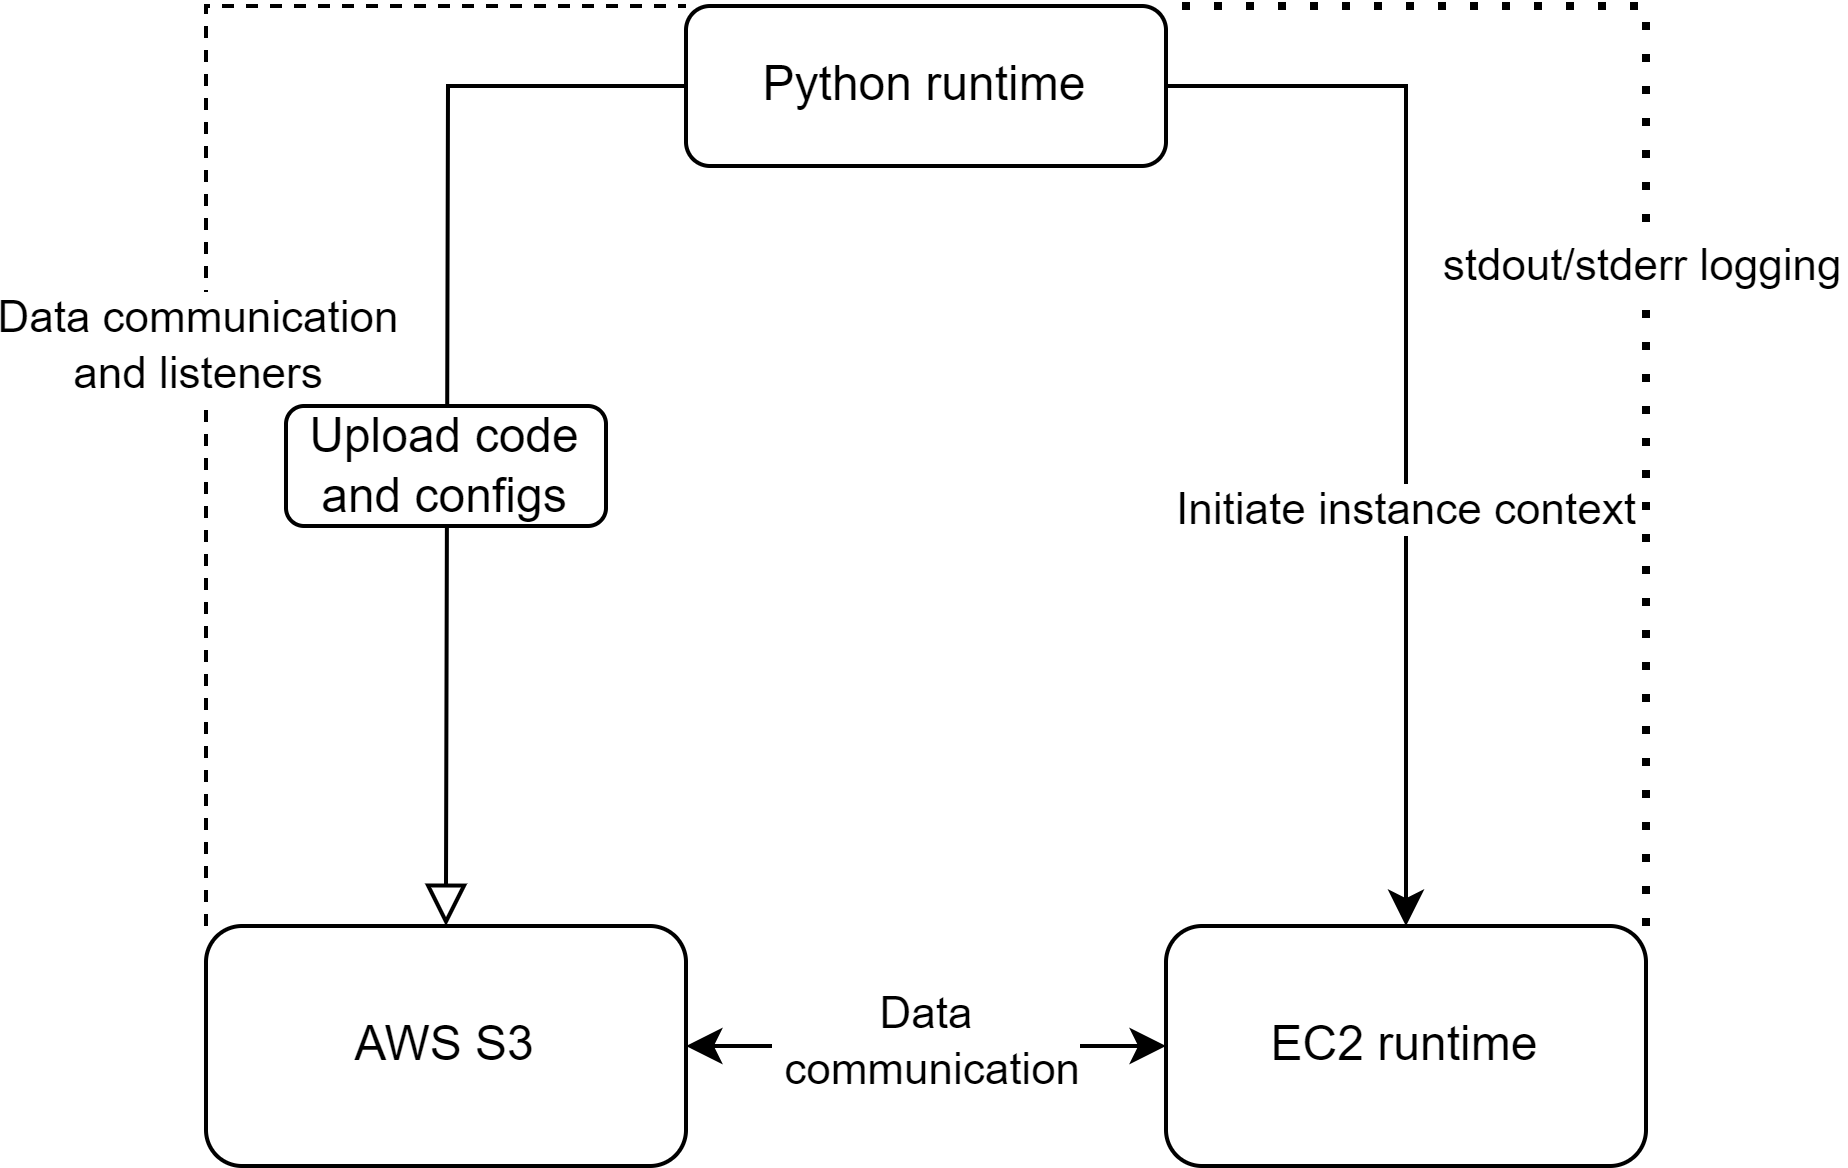 Python runtime
stdout/stderr logging
Data communication
and listeners
Upload code
and configs
Initiate instance context
AWS S3
Data
communication
EC2 runtime